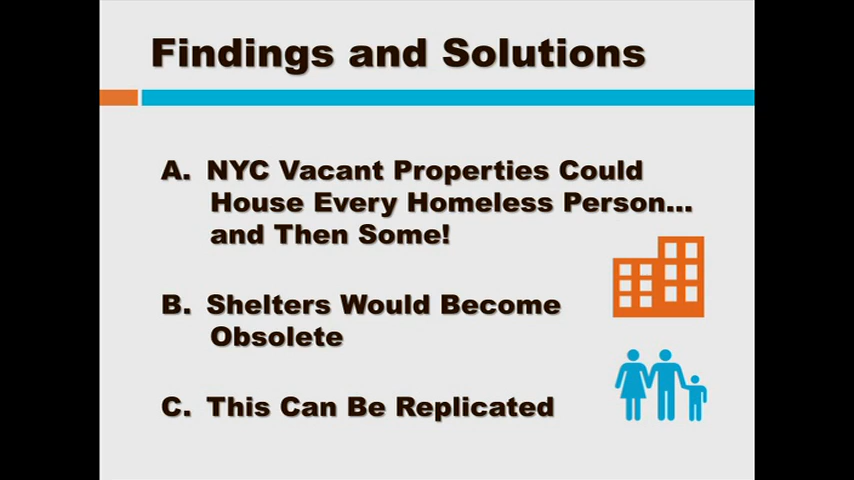 Findings and Solutions
A. NYC Vacant Properties Could
House Every Homeless Person...
and Then Some!
B. Shelters Would Become
Obsolete
C. This Can Be Replicated